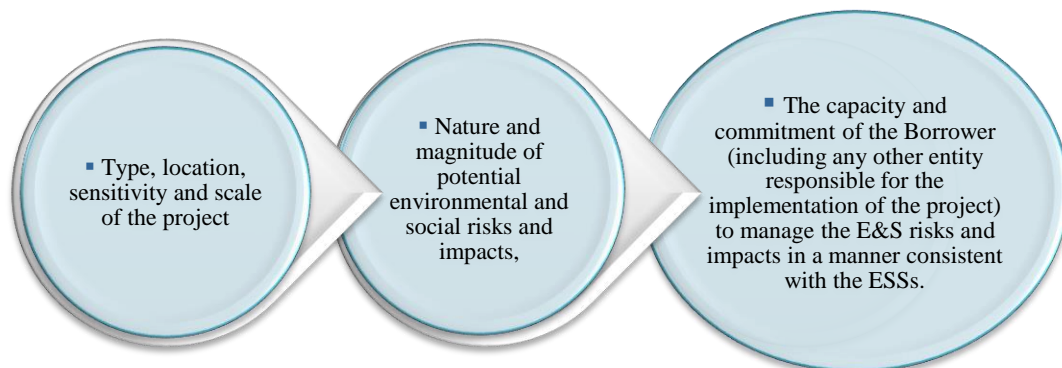 ▪ Type, location,
sensitivity and scale
of the project
▪ Nature and
magnitude of
potential
environmental and
social risks and
impacts,
▪ The capacity and
commitment of the Borrower
(including any other entity
responsible for the
implementation of the project)
to manage the E&S risks and
impacts in a manner consistent
with the ESSs.